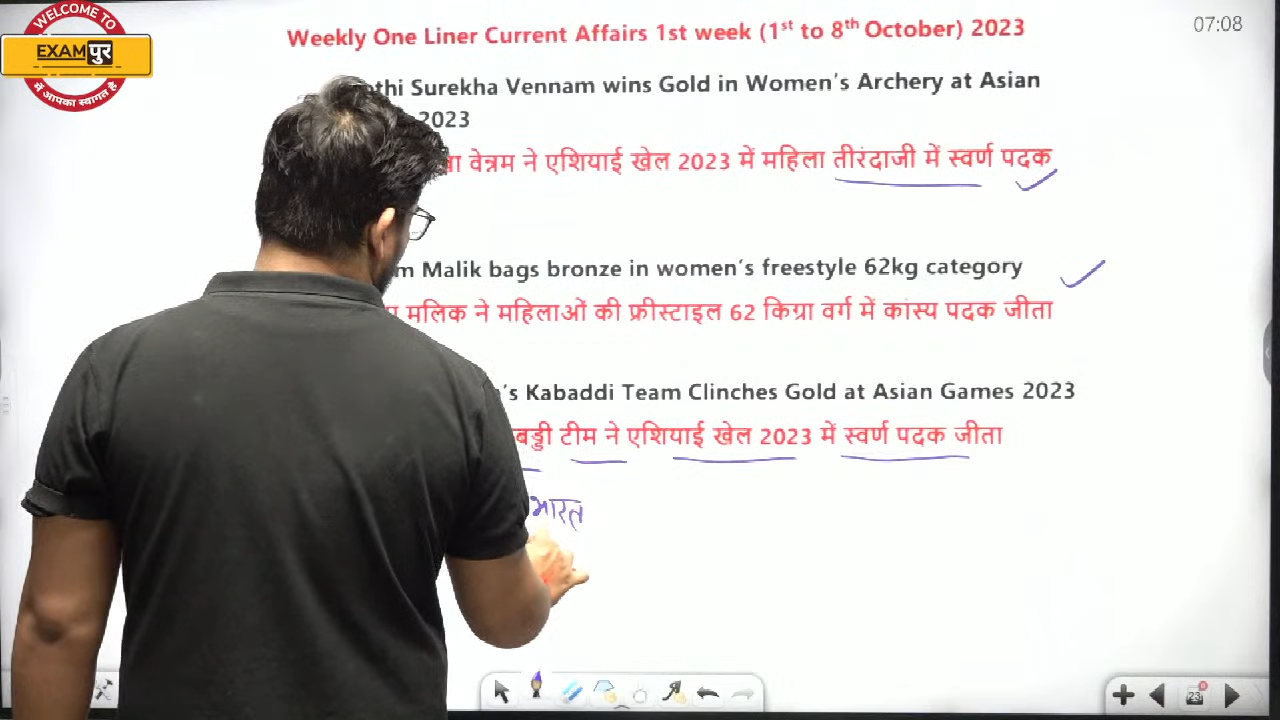 WELCOME TO
EXAMपुर
में आपका स्वागत है
07:08
Weekly One Liner Current Affairs 1st week (1st to 8th October) 2023
Surekha Vennam wins Gold in Women's Archery at Asian
2023
वेन्नम ने एशियाई खेल 2023 में महिला तीरंदाजी में स्वर्ण पदक
Malik bags bronze in women's freestyle 62kg category
मलिक ने महिलाओं की फ्रीस्टाइल 62 किग्रा वर्ग में कांस्य पदक जीता
Kabaddi Team Clinches Gold at Asian Games 2023
टीम ने एशियाई खेल 2023 में स्वर्ण पदक जीता
भारत
23